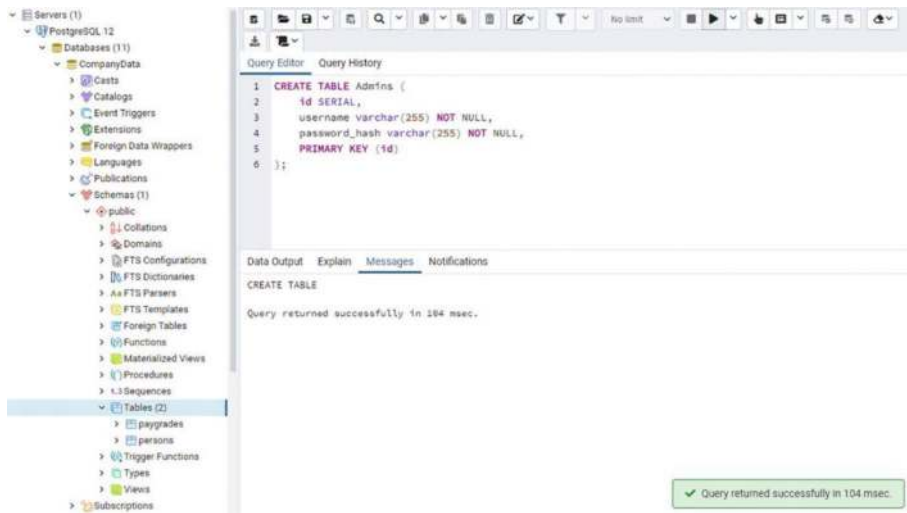 Servers (1)
PostgreSQL 12
Databases (11)
CompanyData
Casts
Catalogs
Event Triggers
Extensions
Foreign Data Wrappers
Languages
Publications
Schemas (1)
public
Collations
Domains
FTS Configurations
FTS Dictionaries
FTS Parsers
FTS Templates
Foreign Tables
Functions
Materialized Views
Procedures
1..3 Sequences
Tables (2)
paygrades
persons
Trigger Functions
Types
Views
Subscriptions
No limit
Query Editor Query History
1 CREATE TABLE Admins (
2 id SERIAL,
3 username varchar(255) NOT NULL,
4 password_hash varchar(255) NOT NULL,
5 PRIMARY KEY (id)
6 );
Data Output Explain Messages Notifications
CREATE TABLE
Query returned successfully in 104 msec.
Query returned successfully in 104 msec.